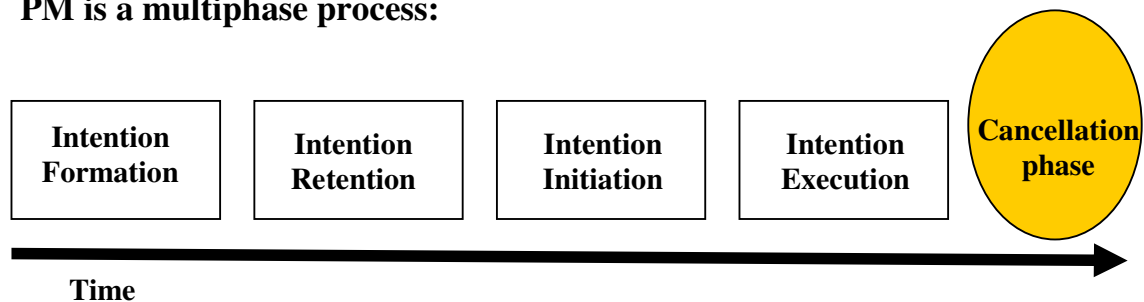 PM is a multiphase process:
Intention
Formation
Intention
Retention
Intention
Initiation
Intention
Execution
Cancellation
phase
Time